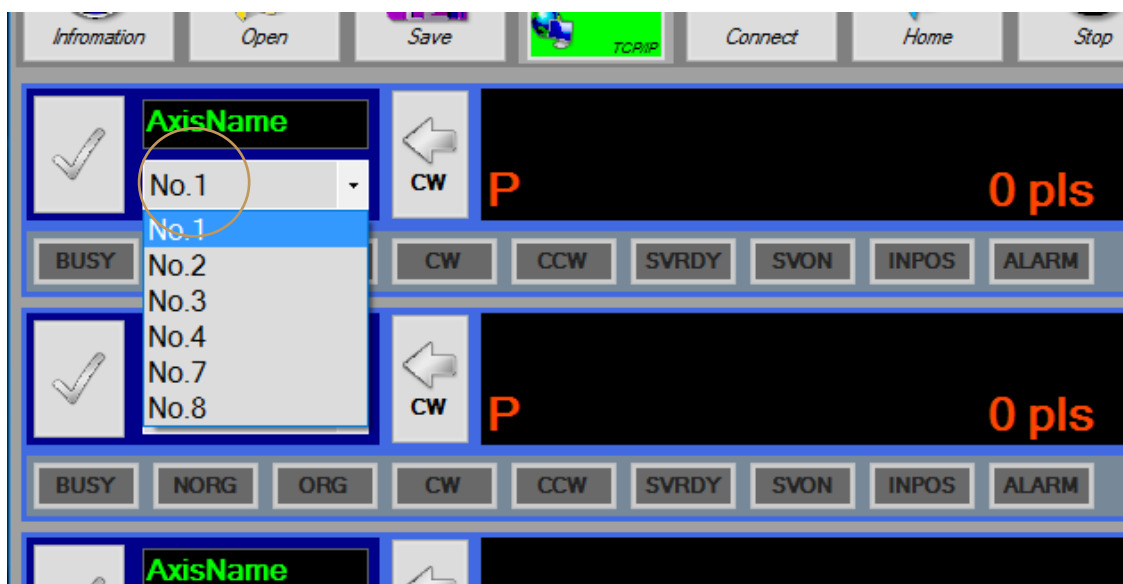 Infromation Open Save TCP/IP Connect Home Stop
AxisName
No.1 CW P 0 pls
No.1
BUSY CW CCW SVRDY SVON INPOS ALARM
No.2
No.3
No.4
No.7
No.8 CW P 0 pls
BUSY NORG ORG CW CCW SVRDY SVON INPOS ALARM
AxisName